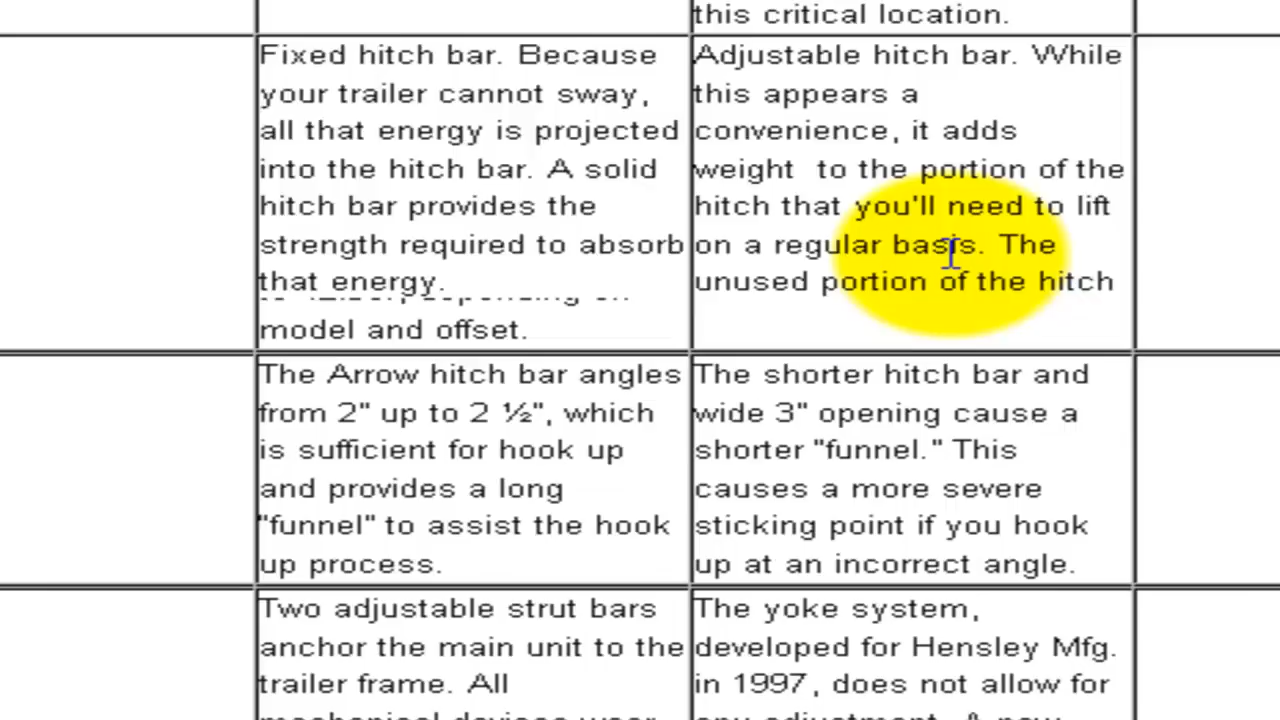 this critical location.
Fixed hitch bar. Because
your trailer cannot sway,
all that energy is projected
into the hitch bar. A solid
hitch bar provides the
strength required to absorb
that energy.
model and offset.
Adjustable hitch bar. While
this appears a
convenience, it adds
weight  to the portion of the
hitch that you'll need to lift
on a regular basis. The
unused portion of the hitch
The Arrow hitch bar angles
from 2" up to 2 ½", which
is sufficient for hook up
and provides a long
"funnel" to assist the hook
up process.
The shorter hitch bar and
wide 3" opening cause a
shorter "funnel." This
causes a more severe
sticking point if you hook
up at an incorrect angle.
Two adjustable strut bars
anchor the main unit to the
trailer frame. All
mechanical devices wear
The yoke system,
developed for Hensley Mfg.
in 1997, does not allow for
any adjustment. A new